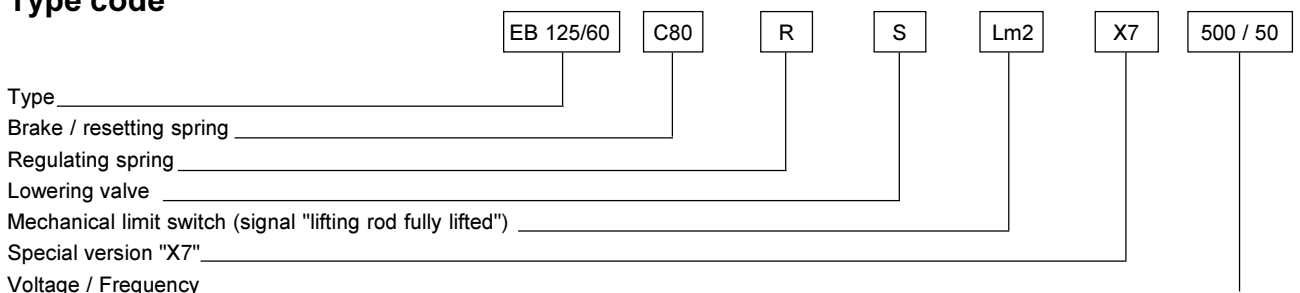 Type code
EB 125/60 C80 R S Lm2 X7 500 / 50
Type
Brake / resetting spring
Regulating spring
Lowering valve
Mechanical limit switch (signal "lifting rod fully lifted")
Special version "X7"
Voltage / Frequency